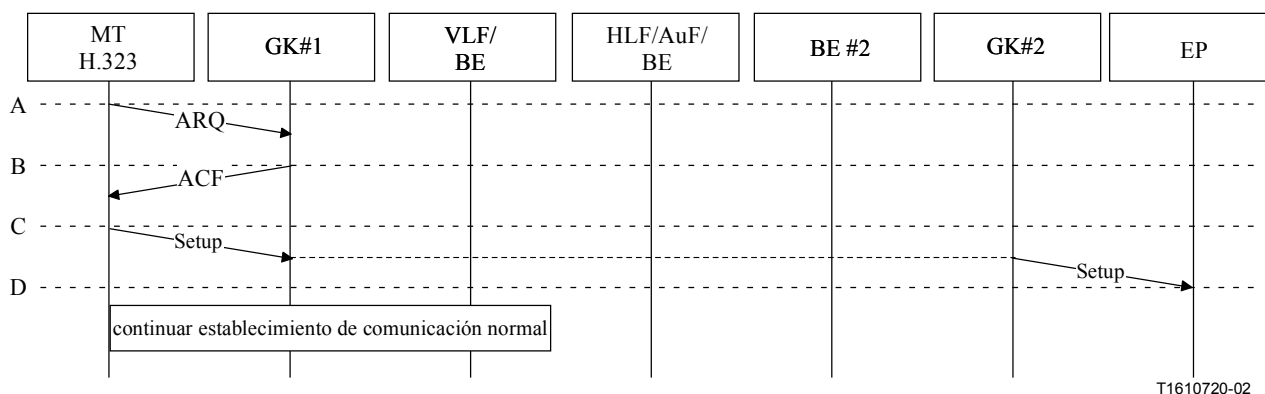 MT
H.323
GK#1
VLF/
BE
HLF/AuF/
BE
BE #2
GK#2
EP
A
ARQ
B
ACF
C
Setup
Setup
D
continuar establecimiento de comunicación normal
T1610720-02